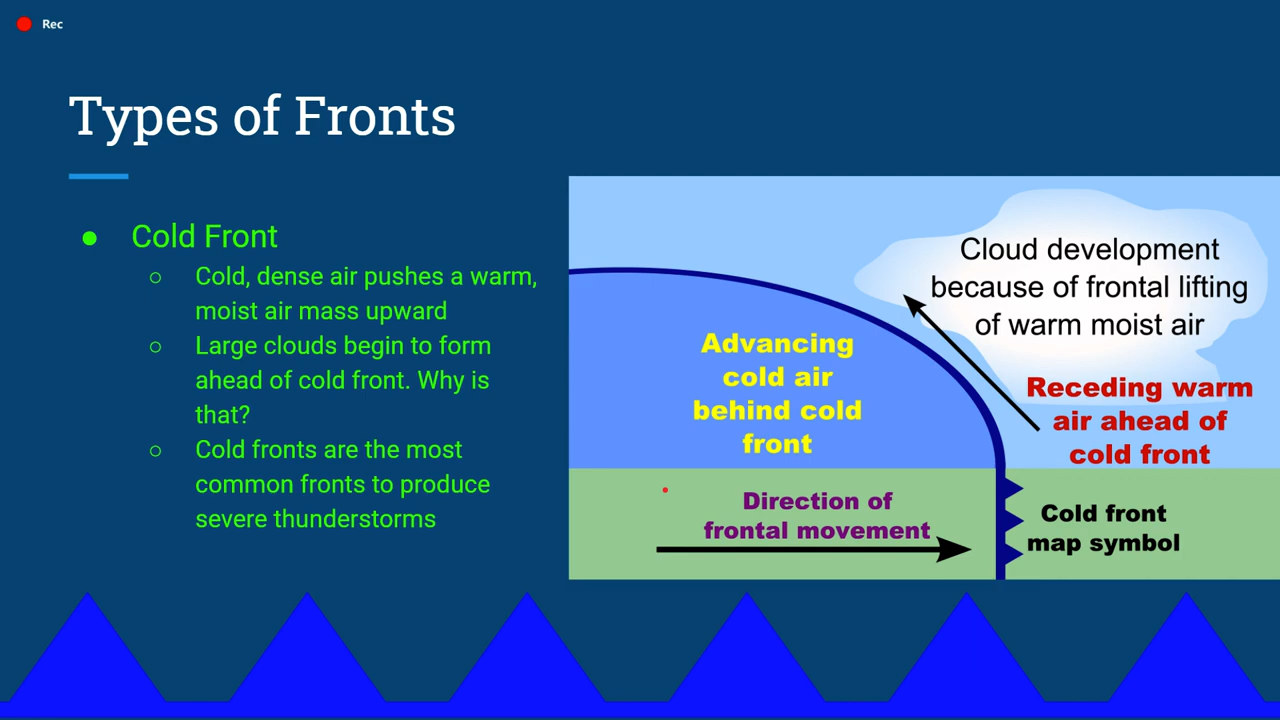 Rec
Types of Fronts
Cold Front
Cold, dense air pushes a warm,
moist air mass upward
Large clouds begin to form
ahead of cold front. Why is
that?
Cold fronts are the most
common fronts to produce
severe thunderstorms
Cloud development
because of frontal lifting
of warm moist air
Advancing
cold air
behind cold
front
Receding warm
air ahead of
cold front
Direction of
frontal movement
Cold front
map symbol